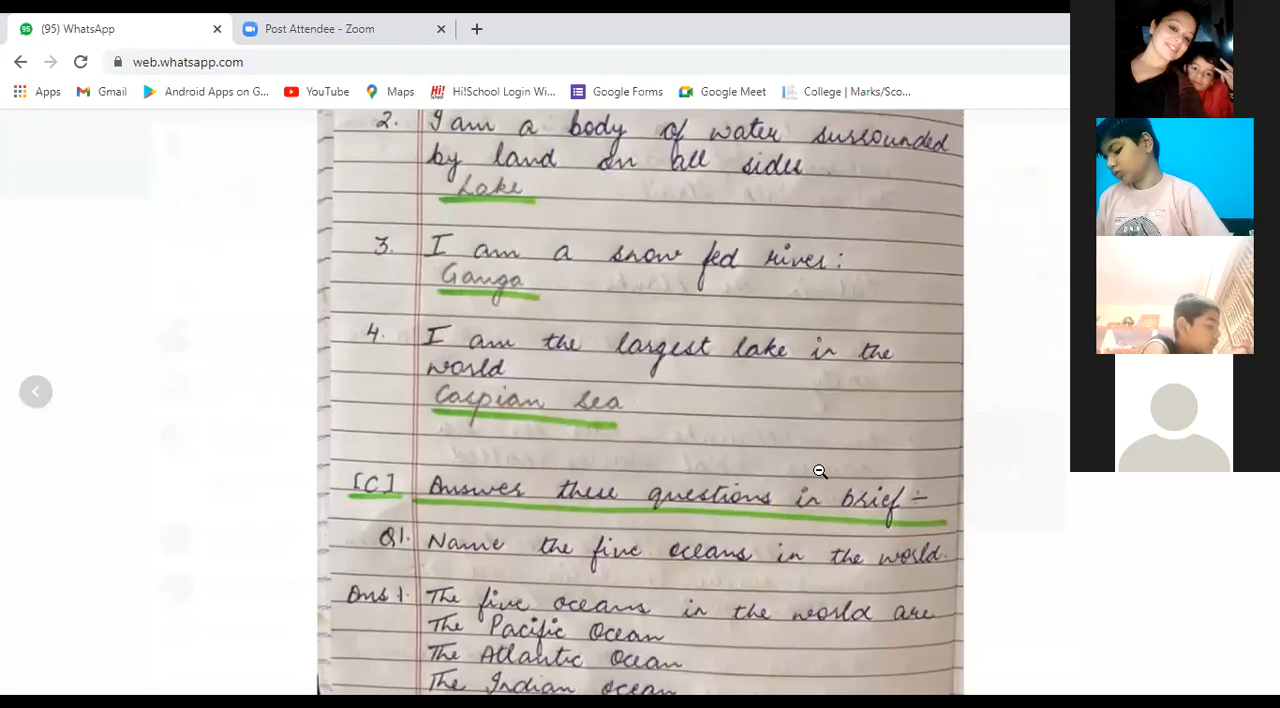 (95) WhatsApp
Post Attendee - Zoom
web.whatsapp.com
Apps
Gmail
Android Apps on G...
YouTube
Maps
Hi!School Login Wi...
Google Forms
Google Meet
College | Marks/Sco...
2. I am a body of water surrounded
by land on all sides
Lake
3. I am a snow fed river:
Ganga
4. I am the largest lake in the
world
Caspian sea
[C] Answer these questions in brief÷
Q1. Name the five oceans in the world.
Ans 1. The five oceans in the world are
The Pacific Ocean
The Atlantic Ocean
The Indian ocean